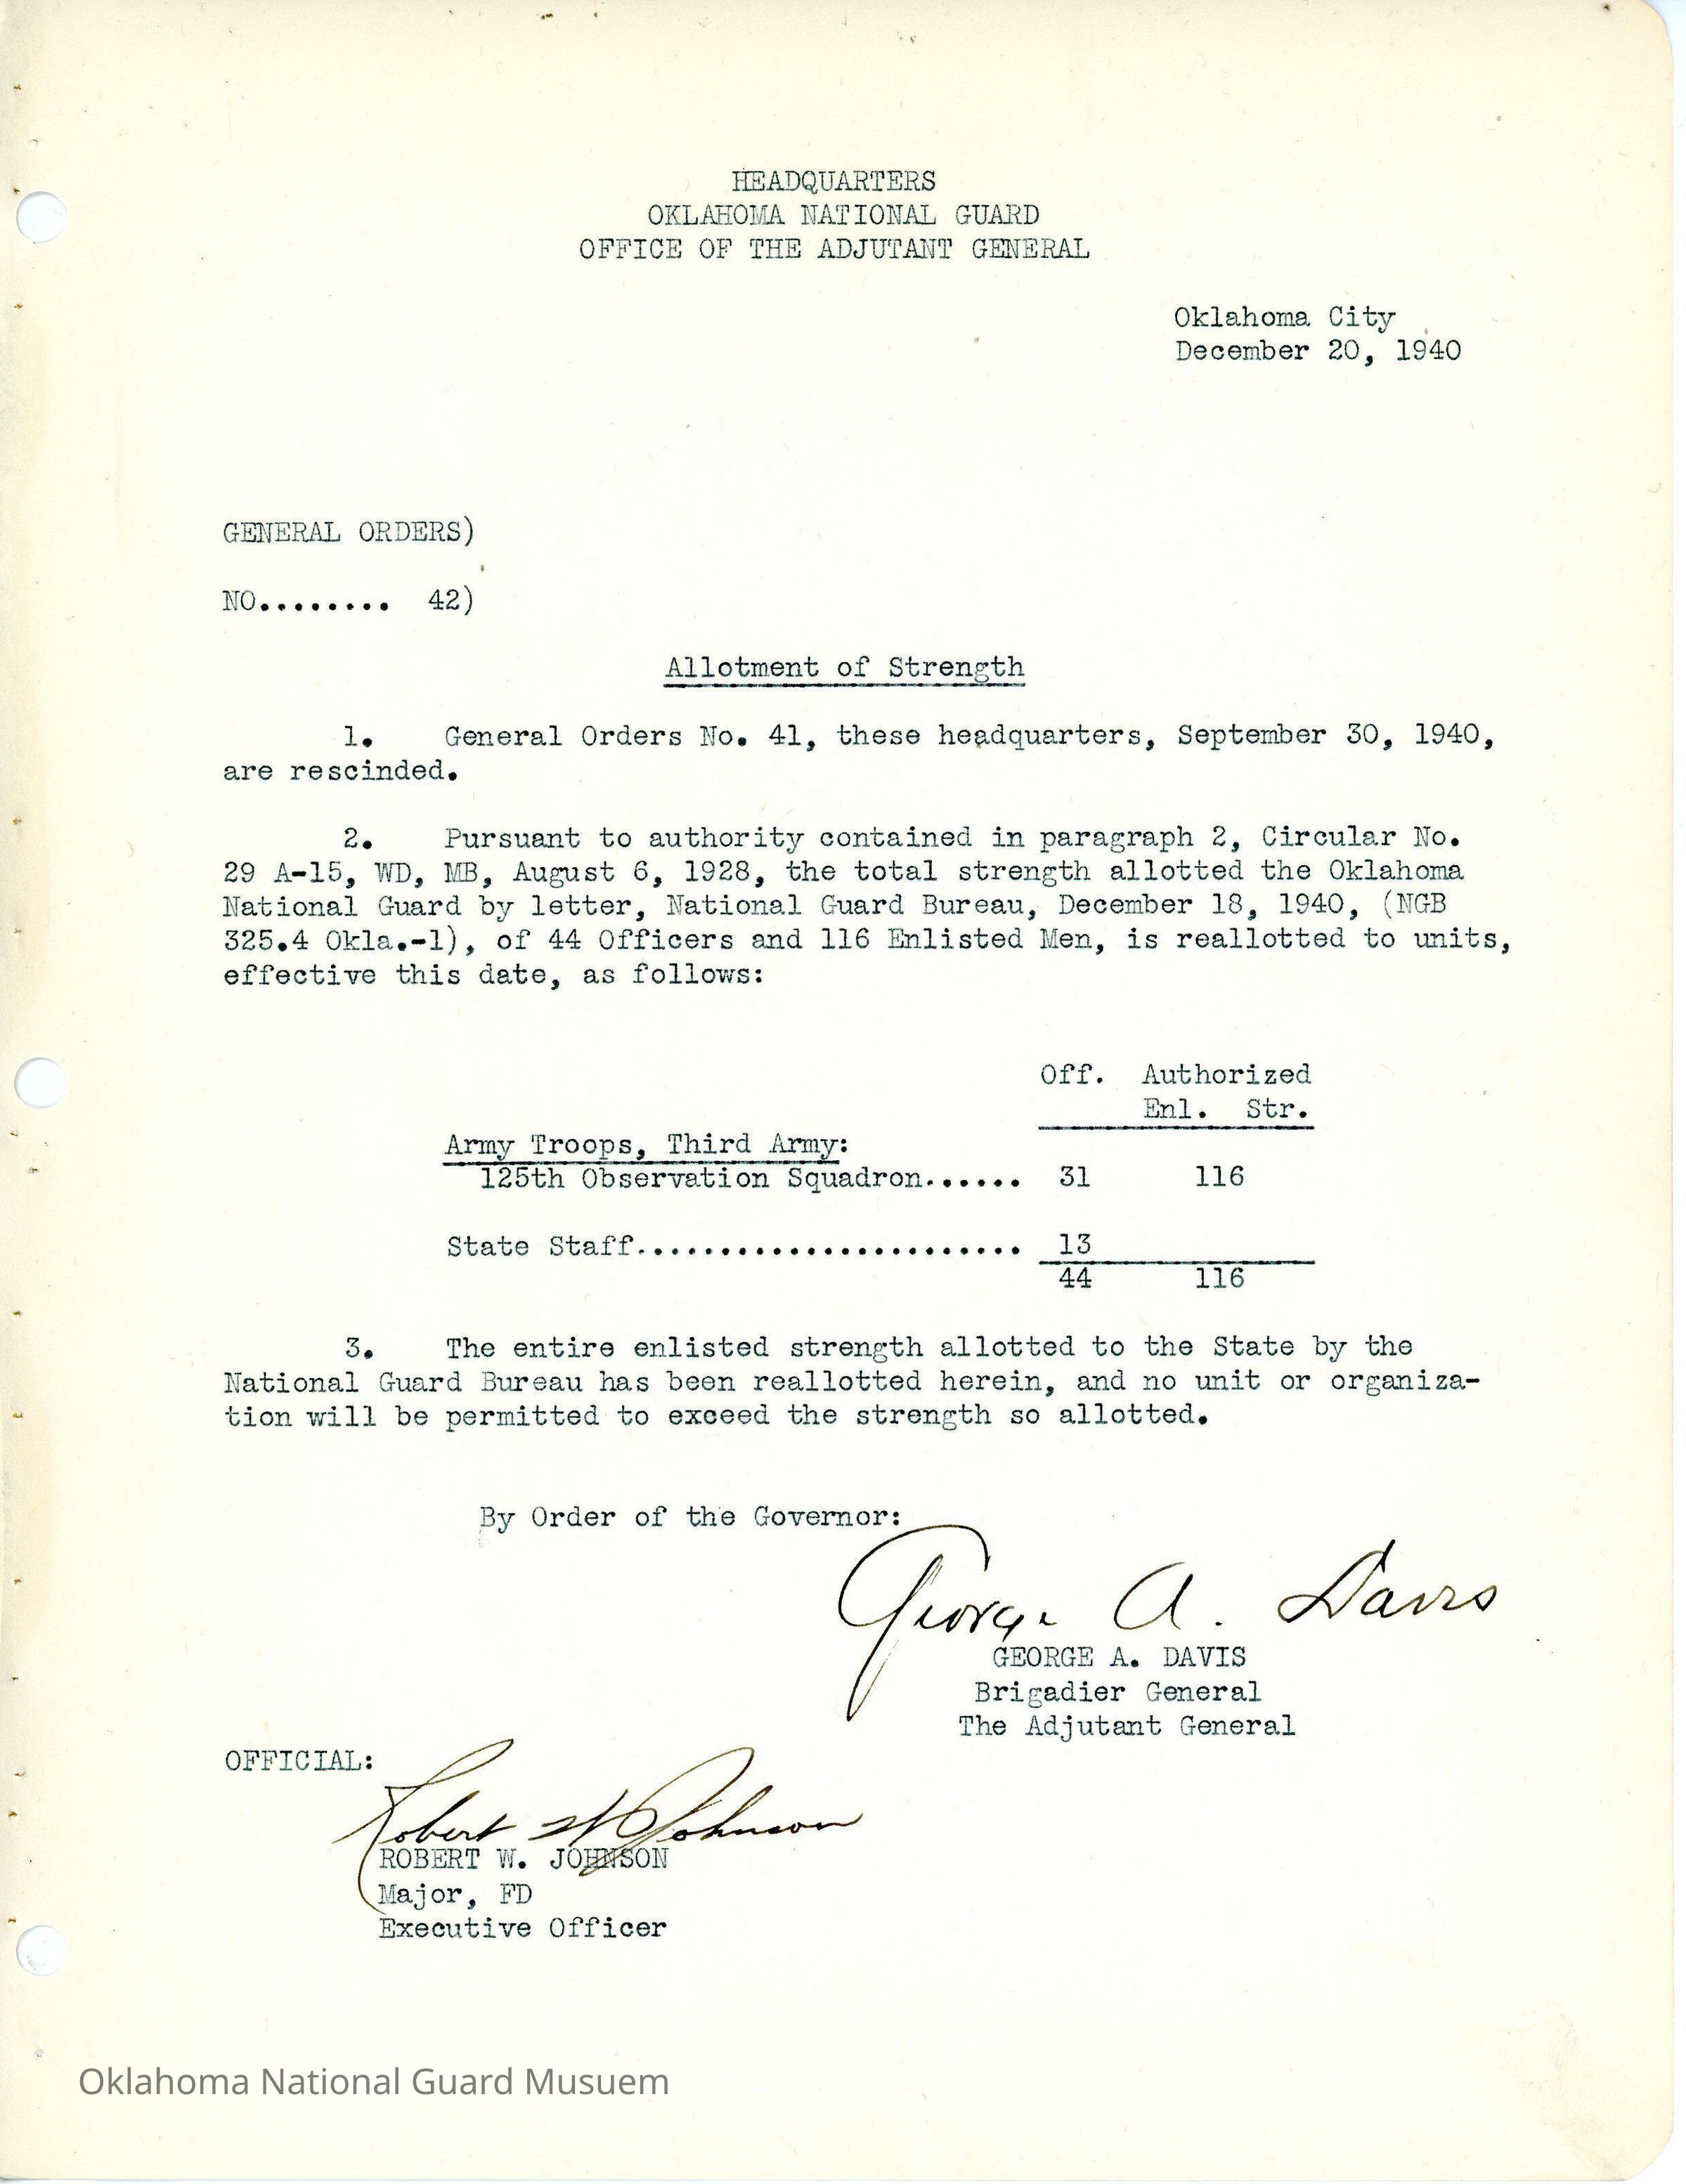 HEADQUARTERS
OKLAHOMA NATIONAL GUARD
OFFICE OF THE ADJUTANT GENERAL
Oklahoma City
December 20, 1940
GENERAL ORDERS)
NO........ 42)
Allotment of Strength
1. General Orders No. 41, these headquarters, September 30, 1940,
are rescinded.
2. Pursuant to authority contained in paragraph 2, Circular No.
29 A-15, WD, MB, August 6, 1928, the total strength allotted the Oklahoma
National Guard by letter, National Guard Bureau, December 18, 1940, (NGB
325.4 Okla.-1), of 44 Officers and 116 Enlisted Men, is reallotted to units,
effective this date, as follows:
Off. Authorized
Enl. Str.
Army Troops, Third Army:
125th Observation Squadron...... 31 116
State Staff....................... 13
44 116
3. The entire enlisted strength allotted to the State by the
National Guard Bureau has been reallotted herein, and no unit or organiza-
tion will be permitted to exceed the strength so allotted.
By Order of the Governor:
George A. Davis
GEORGE A. DAVIS
Brigadier General
The Adjutant General
OFFICIAL:
Robert W Johnson
ROBERT W. JOHNSON
Major, FD
Executive Officer
Oklahoma National Guard Musuem